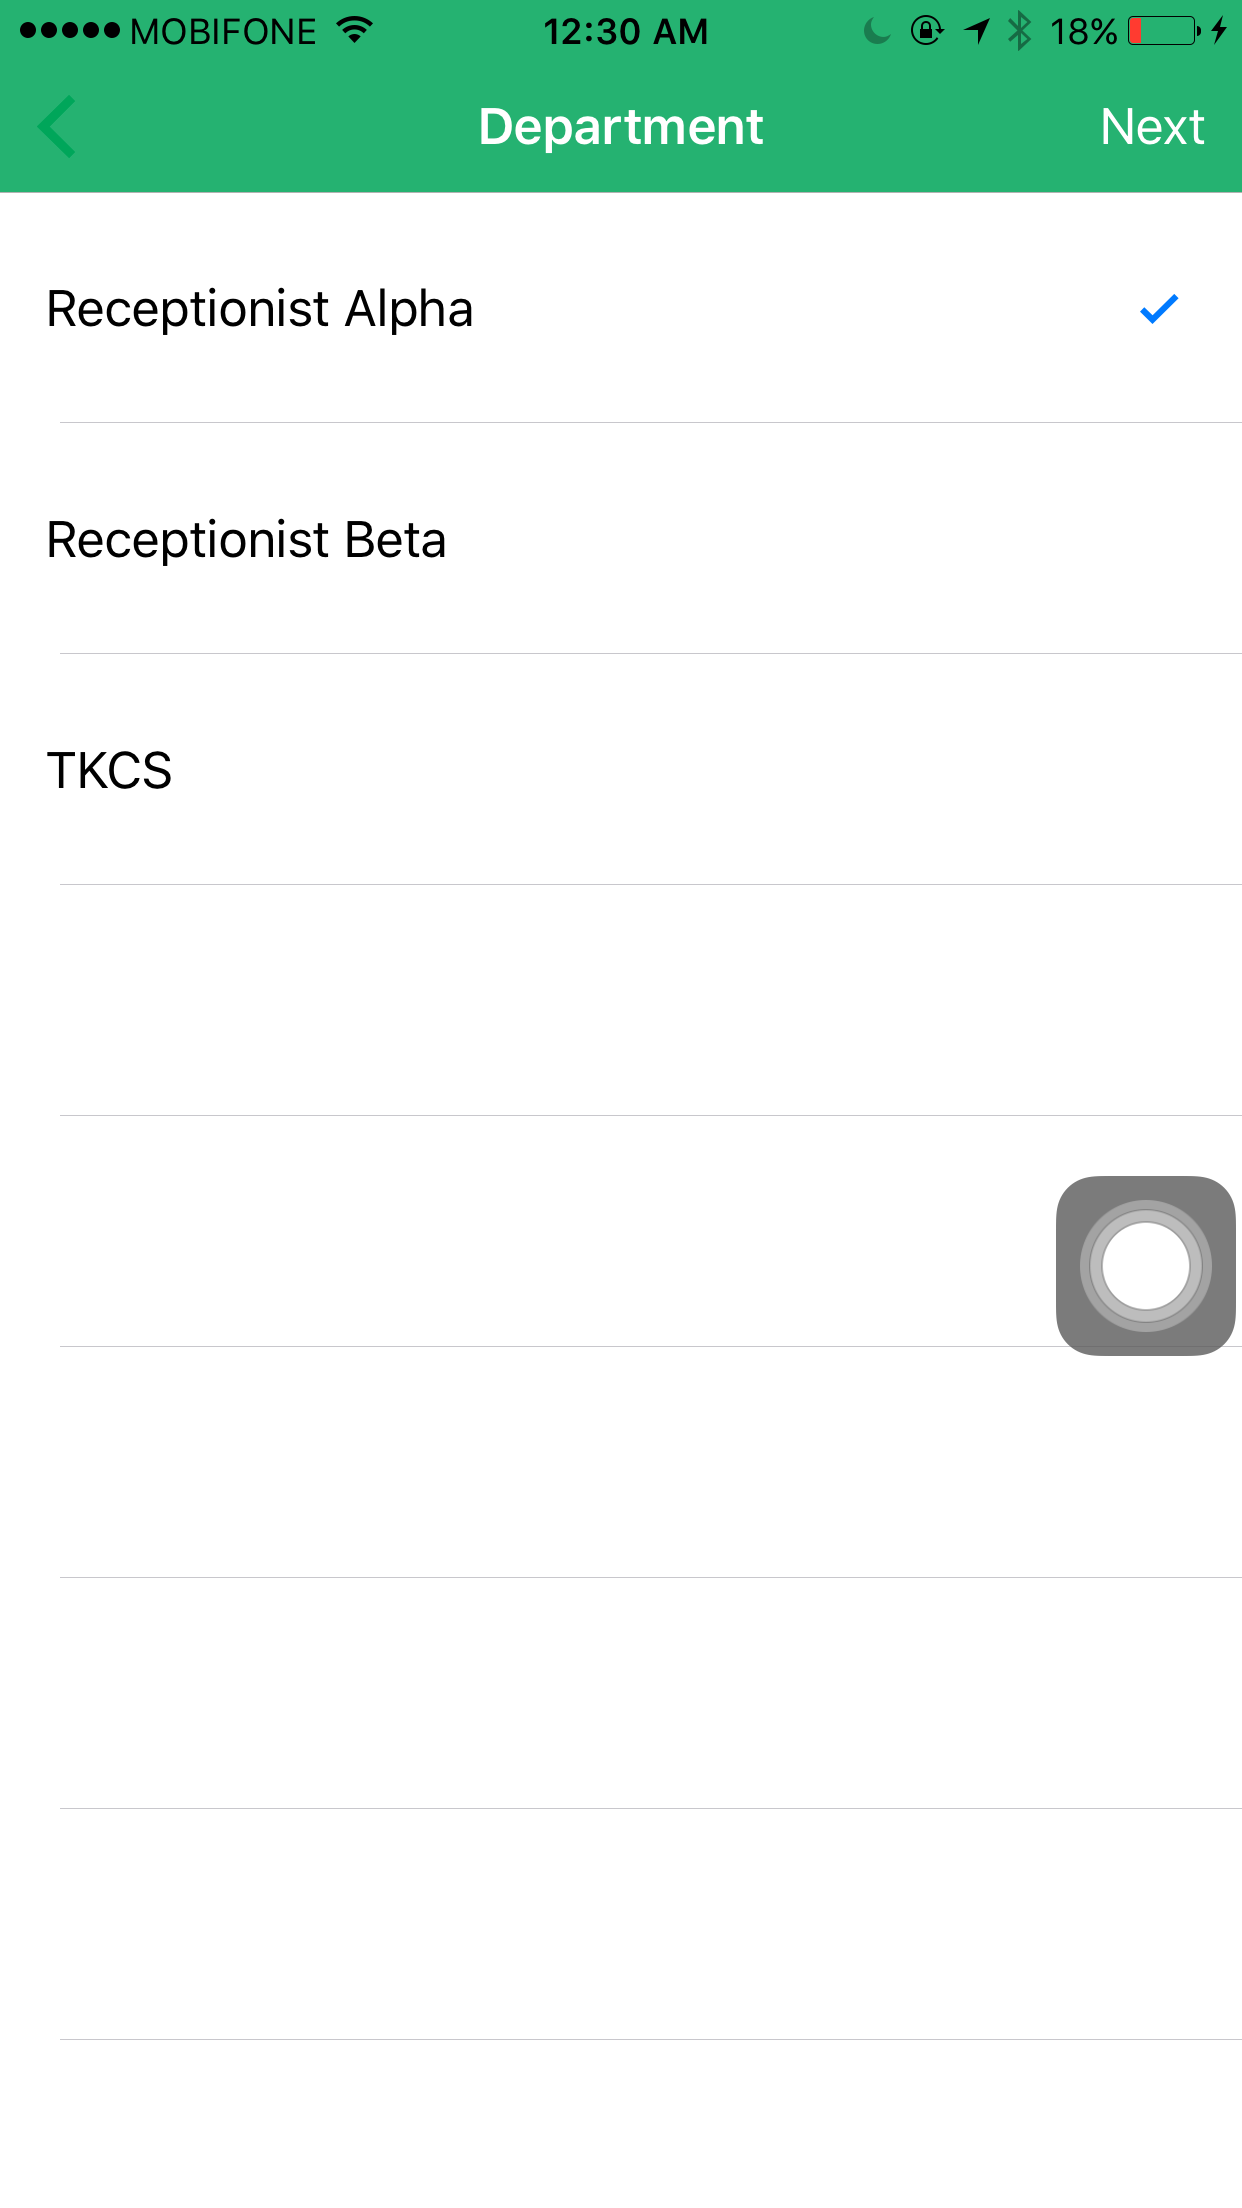 MOBIFONE 12:30 AM 18%
Department Next
Receptionist Alpha
Receptionist Beta
TKCS